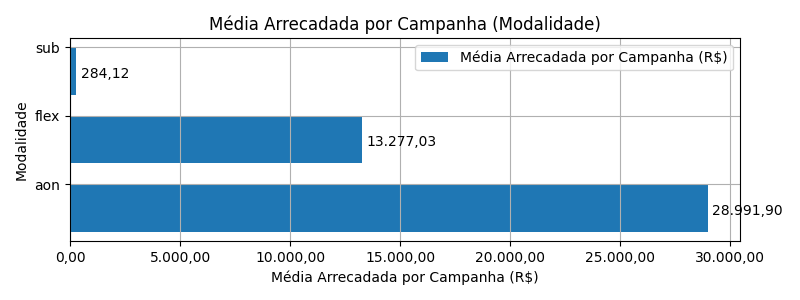 Média Arrecadada por Campanha (Modalidade)
Média Arrecadada por Campanha (R$)
Modalidade
sub
284,12
flex
13.277,03
aon
28.991,90
0,00 5.000,00 10.000,00 15.000,00 20.000,00 25.000,00 30.000,00
Média Arrecadada por Campanha (R$)